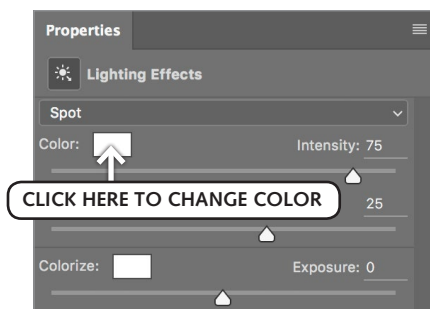 Properties
Lighting Effects
Spot
Color: Intensity: 75
CLICK HERE TO CHANGE COLOR 25
Colorize: Exposure: 0